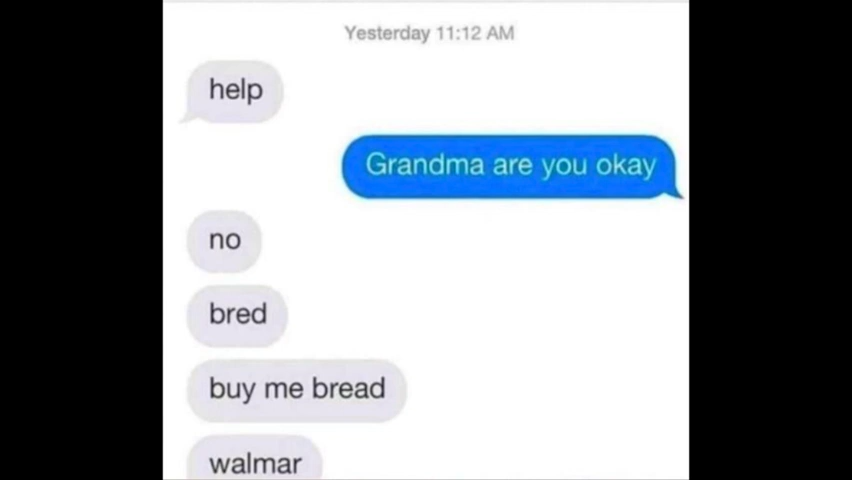 Yesterday 11:12 AM
help
Grandma are you okay
no
bred
buy me bread
walmar